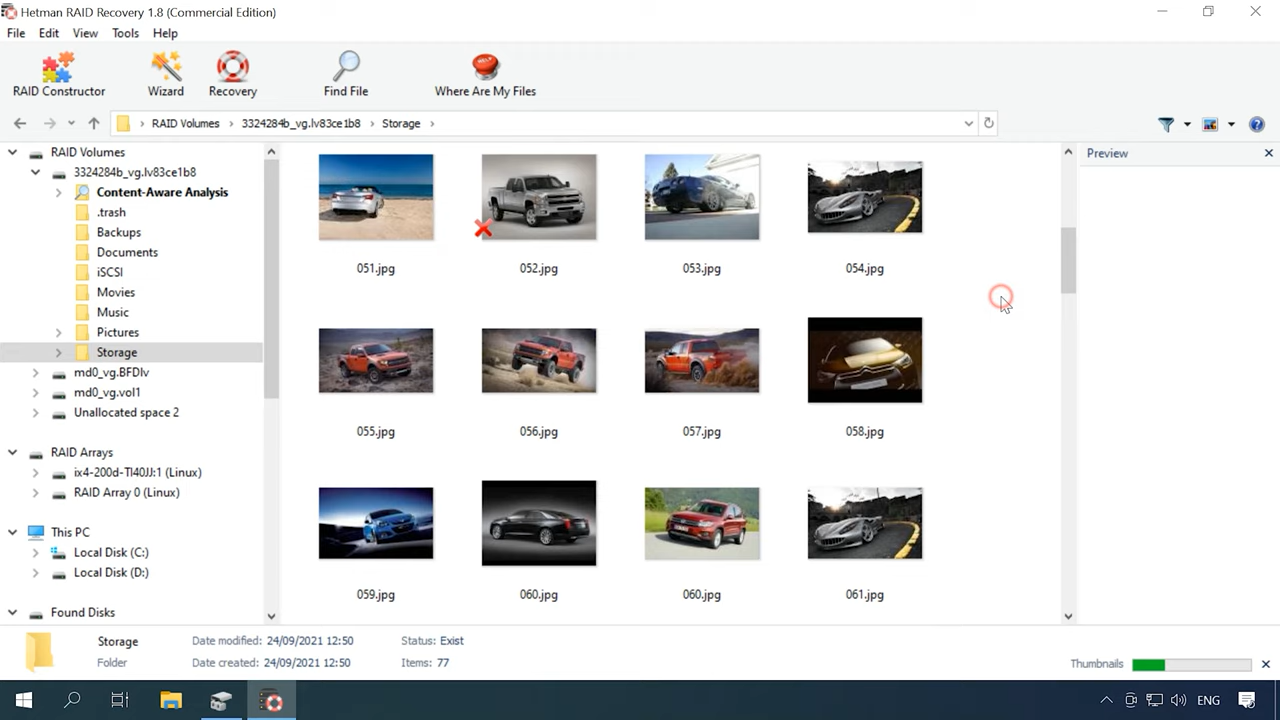 Hetman RAID Recovery 1.8 (Commercial Edition)
File Edit View Tools Help
RAID Constructor Wizard Recovery Find File Where Are My Files
RAID Volumes 3324284b_vg.lv83ce1b8 Storage
RAID Volumes
3324284b_vg.lv83ce1b8
Content-Aware Analysis
.trash
Backups
Documents
iSCSI
Movies
Music
Pictures
Storage
md0_vg.BFDlv
md0_vg.vol1
Unallocated space 2
RAID Arrays
ix4-200d-TI40JJ:1 (Linux)
RAID Array 0 (Linux)
This PC
Local Disk (C:)
Local Disk (D:)
Found Disks
051.jpg 052.jpg 053.jpg 054.jpg
055.jpg 056.jpg 057.jpg 058.jpg
059.jpg 060.jpg 060.jpg 061.jpg
Preview
Storage Date modified: 24/09/2021 12:50 Status: Exist
Folder Date created: 24/09/2021 12:50 Items: 77
Thumbnails
ENG